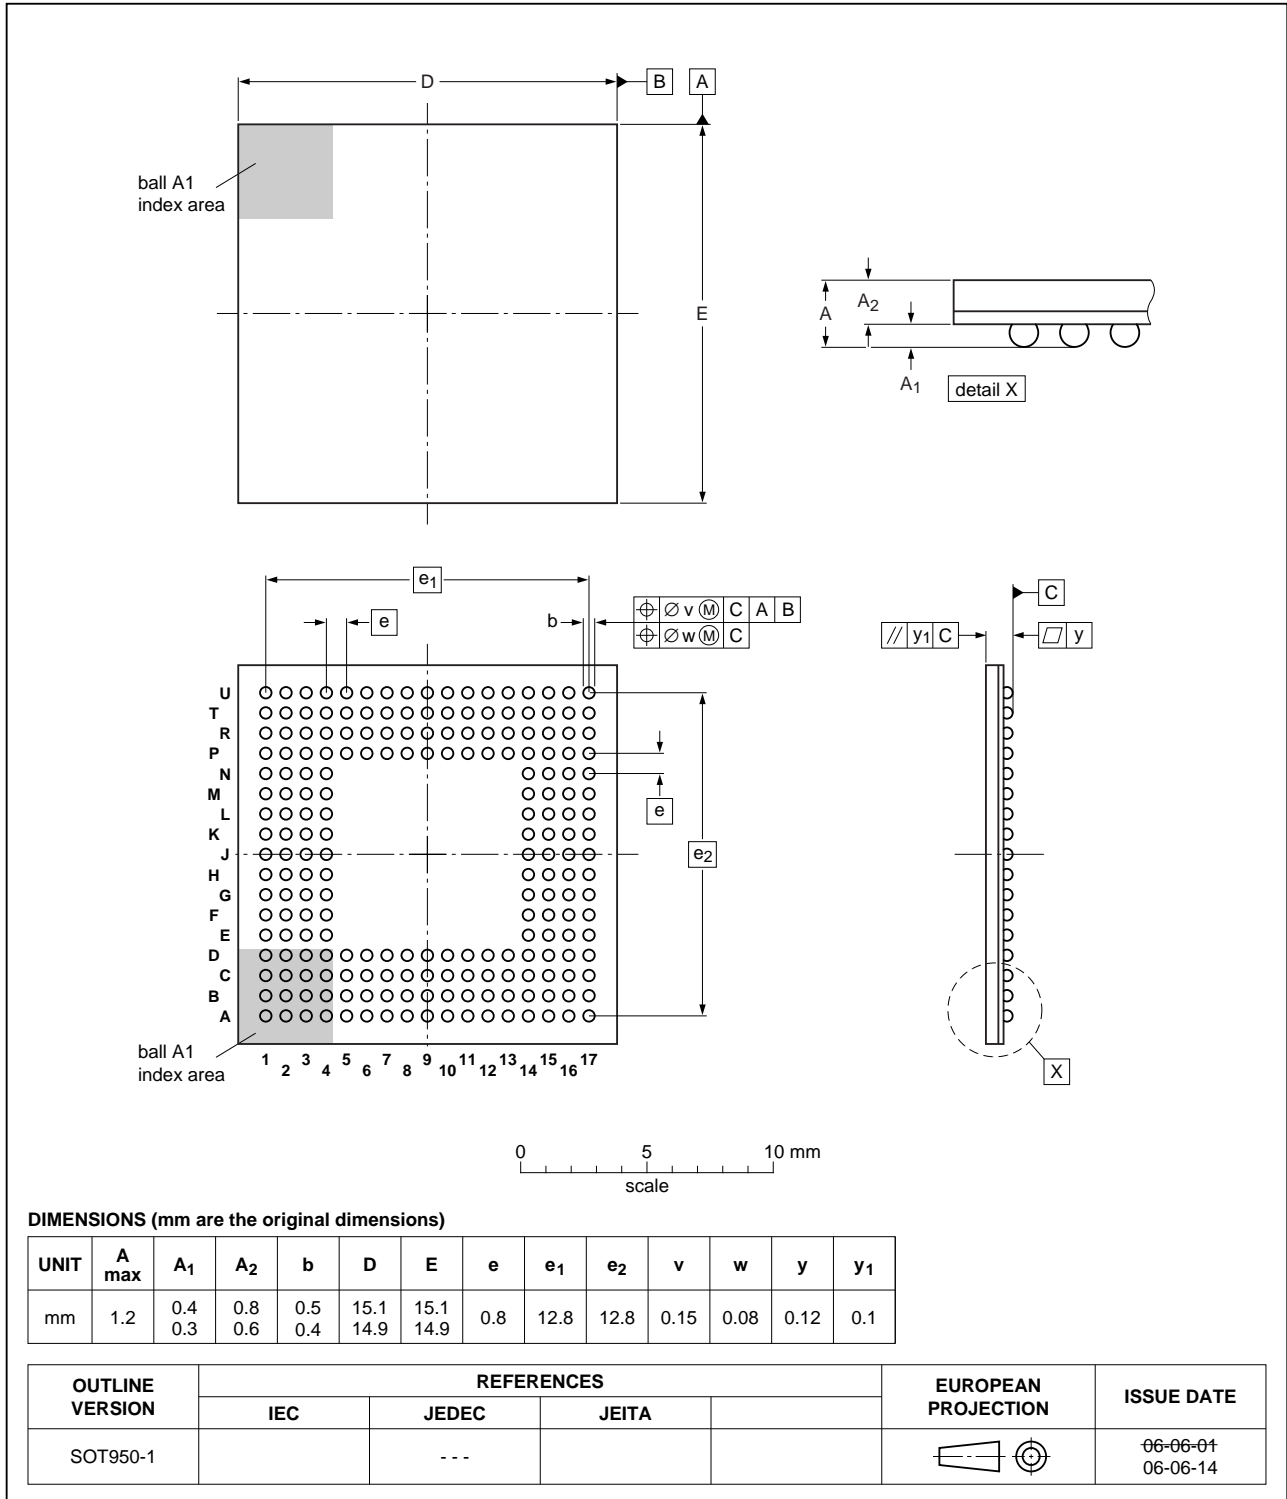 D
B
A
ball A1
index area
E
A
A2
A1
detail X
e1
e
b
⌖ ∅ v Ⓜ C A B
⌖ ∅ w Ⓜ C
C
// y1 C
▱ y
U
T
R
P
N
M
L
K
J
H
G
F
E
D
C
B
A
e
e2
ball A1
index area
1 2 3 4 5 6 7 8 9 10 11 12 13 14 15 16 17
X
0 5 10 mm
scale
DIMENSIONS (mm are the original dimensions)
UNIT A max A1 A2 b D E e e1 e2 v w y y1
mm 1.2 0.4 0.3 0.8 0.6 0.5 0.4 15.1 14.9 15.1 14.9 0.8 12.8 12.8 0.15 0.08 0.12 0.1
OUTLINE VERSION REFERENCES EUROPEAN PROJECTION ISSUE DATE
IEC JEDEC JEITA
SOT950-1 - - - 06-06-01
06-06-14